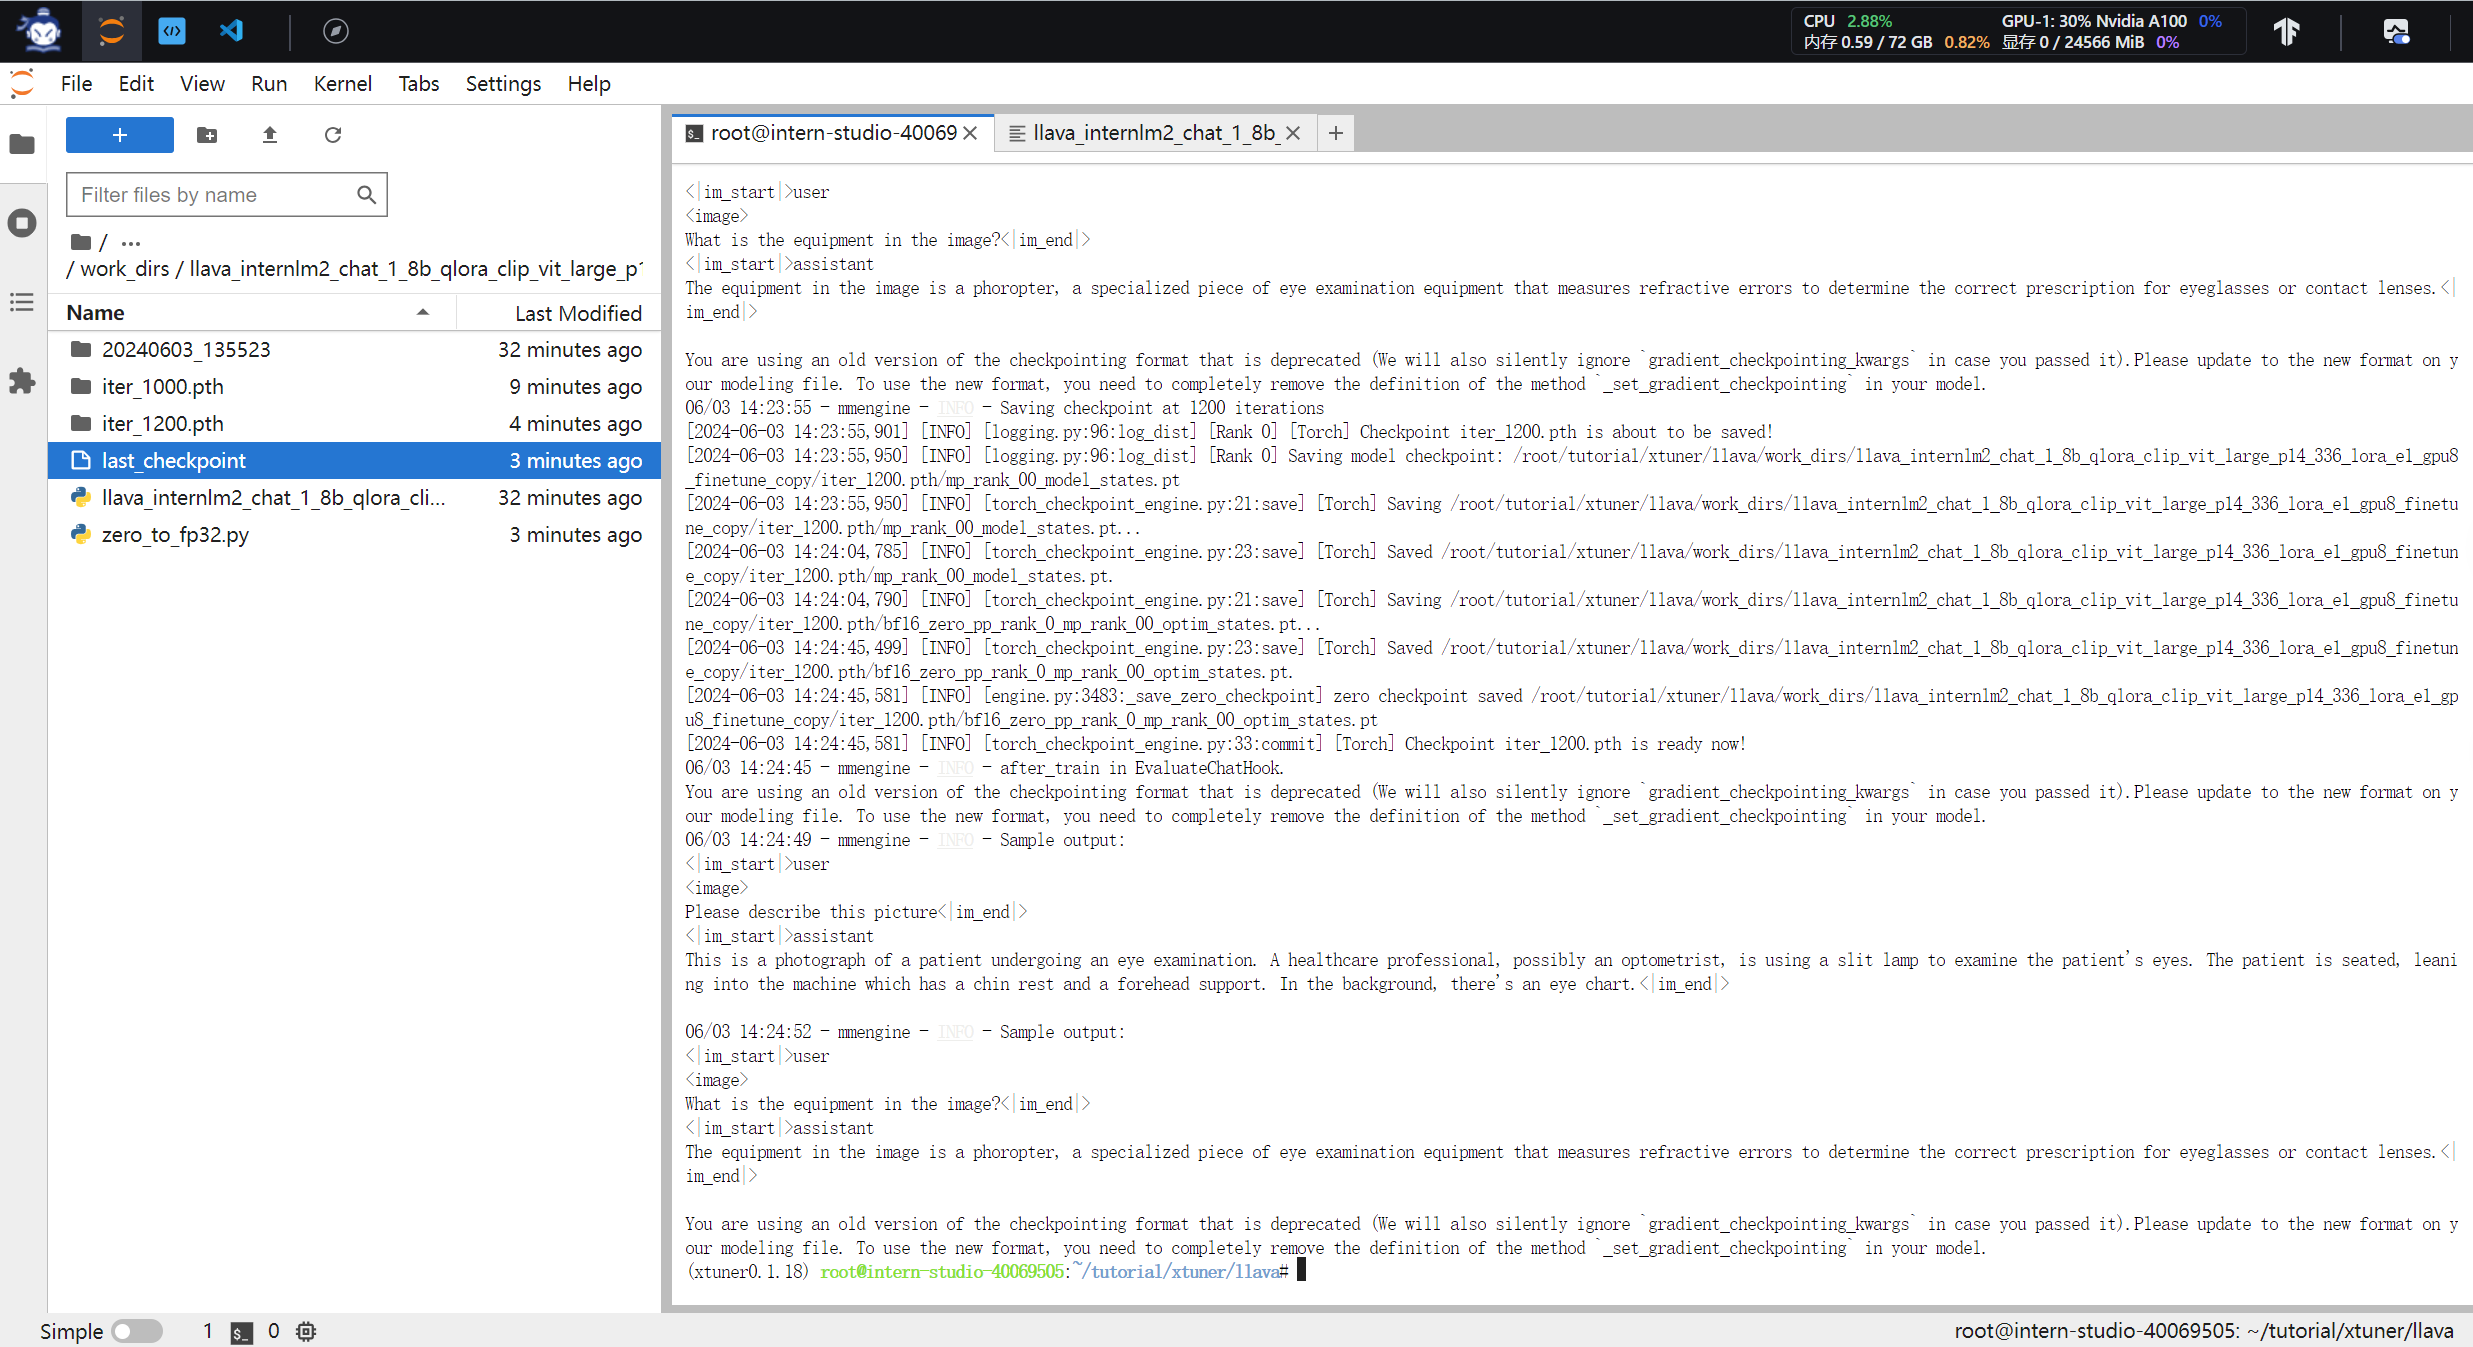 CPU 2.88% GPU-1: 30% Nvidia A100 0%
内存 0.59 / 72 GB 0.82% 显存 0 / 24566 MiB 0%
File Edit View Run Kernel Tabs Settings Help
root@intern-studio-40069
llava_internlm2_chat_1_8b_
Filter files by name
/ ...
/ work_dirs / llava_internlm2_chat_1_8b_qlora_clip_vit_large_p
Name Last Modified
20240603_135523 32 minutes ago
iter_1000.pth 9 minutes ago
iter_1200.pth 4 minutes ago
last_checkpoint 3 minutes ago
llava_internlm2_chat_1_8b_qlora_cli... 32 minutes ago
zero_to_fp32.py 3 minutes ago
<|im_start|>user
<image>
What is the equipment in the image?<|im_end|>
<|im_start|>assistant
The equipment in the image is a phoropter, a specialized piece of eye examination equipment that measures refractive errors to determine the correct prescription for eyeglasses or contact lenses.<|
im_end|>
You are using an old version of the checkpointing format that is deprecated (We will also silently ignore `gradient_checkpointing_kwargs` in case you passed it).Please update to the new format on y
our modeling file. To use the new format, you need to completely remove the definition of the method `_set_gradient_checkpointing` in your model.
06/03 14:23:55 - mmengine - INFO - Saving checkpoint at 1200 iterations
[2024-06-03 14:23:55,901] [INFO] [logging.py:96:log_dist] [Rank 0] [Torch] Checkpoint iter_1200.pth is about to be saved!
[2024-06-03 14:23:55,950] [INFO] [logging.py:96:log_dist] [Rank 0] Saving model checkpoint: /root/tutorial/xtuner/llava/work_dirs/llava_internlm2_chat_1_8b_qlora_clip_vit_large_p14_336_lora_e1_gpu8
_finetune_copy/iter_1200.pth/mp_rank_00_model_states.pt
[2024-06-03 14:23:55,950] [INFO] [torch_checkpoint_engine.py:21:save] [Torch] Saving /root/tutorial/xtuner/llava/work_dirs/llava_internlm2_chat_1_8b_qlora_clip_vit_large_p14_336_lora_e1_gpu8_finetu
ne_copy/iter_1200.pth/mp_rank_00_model_states.pt...
[2024-06-03 14:24:04,785] [INFO] [torch_checkpoint_engine.py:23:save] [Torch] Saved /root/tutorial/xtuner/llava/work_dirs/llava_internlm2_chat_1_8b_qlora_clip_vit_large_p14_336_lora_e1_gpu8_finetun
e_copy/iter_1200.pth/mp_rank_00_model_states.pt.
[2024-06-03 14:24:04,790] [INFO] [torch_checkpoint_engine.py:21:save] [Torch] Saving /root/tutorial/xtuner/llava/work_dirs/llava_internlm2_chat_1_8b_qlora_clip_vit_large_p14_336_lora_e1_gpu8_finetu
ne_copy/iter_1200.pth/bf16_zero_pp_rank_0_mp_rank_00_optim_states.pt...
[2024-06-03 14:24:45,499] [INFO] [torch_checkpoint_engine.py:23:save] [Torch] Saved /root/tutorial/xtuner/llava/work_dirs/llava_internlm2_chat_1_8b_qlora_clip_vit_large_p14_336_lora_e1_gpu8_finetun
e_copy/iter_1200.pth/bf16_zero_pp_rank_0_mp_rank_00_optim_states.pt.
[2024-06-03 14:24:45,581] [INFO] [engine.py:3483:_save_zero_checkpoint] zero checkpoint saved /root/tutorial/xtuner/llava/work_dirs/llava_internlm2_chat_1_8b_qlora_clip_vit_large_p14_336_lora_e1_gp
u8_finetune_copy/iter_1200.pth/bf16_zero_pp_rank_0_mp_rank_00_optim_states.pt
[2024-06-03 14:24:45,581] [INFO] [torch_checkpoint_engine.py:33:commit] [Torch] Checkpoint iter_1200.pth is ready now!
06/03 14:24:45 - mmengine - INFO - after_train in EvaluateChatHook.
You are using an old version of the checkpointing format that is deprecated (We will also silently ignore `gradient_checkpointing_kwargs` in case you passed it).Please update to the new format on y
our modeling file. To use the new format, you need to completely remove the definition of the method `_set_gradient_checkpointing` in your model.
06/03 14:24:49 - mmengine - INFO - Sample output:
<|im_start|>user
<image>
Please describe this picture<|im_end|>
<|im_start|>assistant
This is a photograph of a patient undergoing an eye examination. A healthcare professional, possibly an optometrist, is using a slit lamp to examine the patient's eyes. The patient is seated, leani
ng into the machine which has a chin rest and a forehead support. In the background, there's an eye chart.<|im_end|>
06/03 14:24:52 - mmengine - INFO - Sample output:
<|im_start|>user
<image>
What is the equipment in the image?<|im_end|>
<|im_start|>assistant
The equipment in the image is a phoropter, a specialized piece of eye examination equipment that measures refractive errors to determine the correct prescription for eyeglasses or contact lenses.<|
im_end|>
You are using an old version of the checkpointing format that is deprecated (We will also silently ignore `gradient_checkpointing_kwargs` in case you passed it).Please update to the new format on y
our modeling file. To use the new format, you need to completely remove the definition of the method `_set_gradient_checkpointing` in your model.
(xtuner0.1.18) root@intern-studio-40069505:~/tutorial/xtuner/llava#
Simple 1 0 root@intern-studio-40069505: ~/tutorial/xtuner/llava